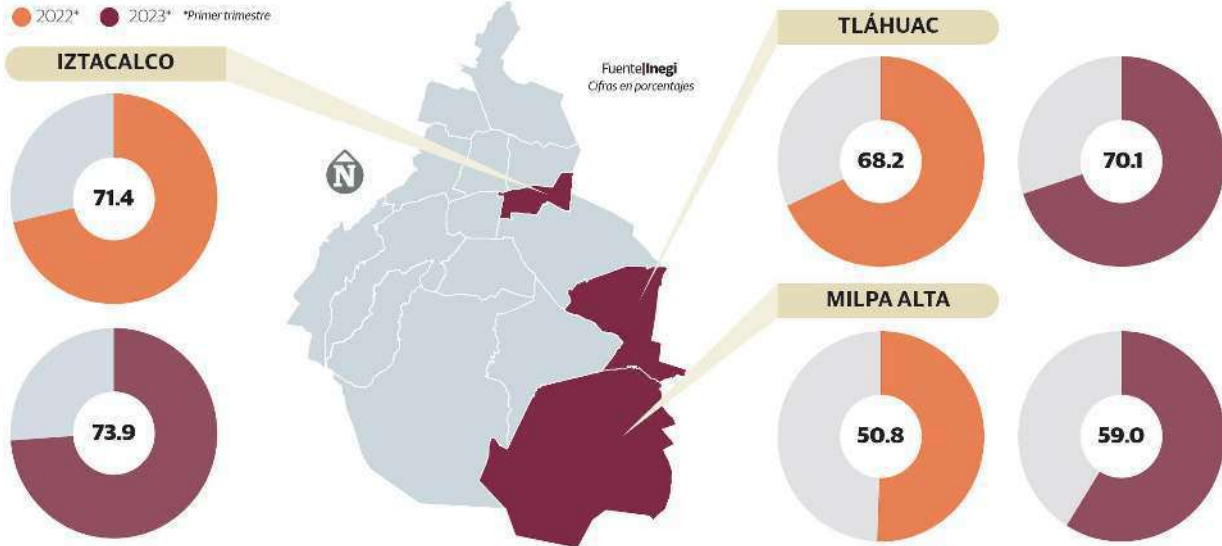 2022* 2023* *Primer trimestre
IZTACALCO
71.4
73.9
N
Fuente|Inegi
Cifras en porcentajes
TLÁHUAC
68.2 70.1
MILPA ALTA
50.8 59.0